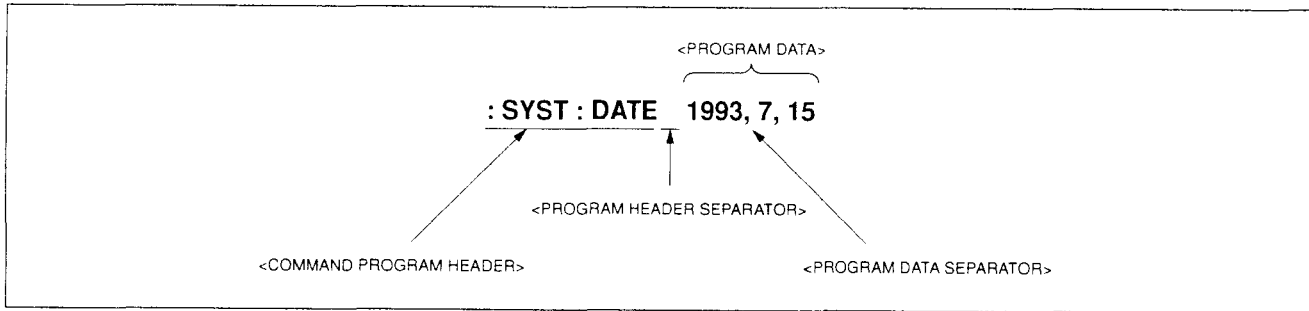 <PROGRAM DATA>
: SYST : DATE 1993, 7, 15
<PROGRAM HEADER SEPARATOR>
<COMMAND PROGRAM HEADER>
<PROGRAM DATA SEPARATOR>